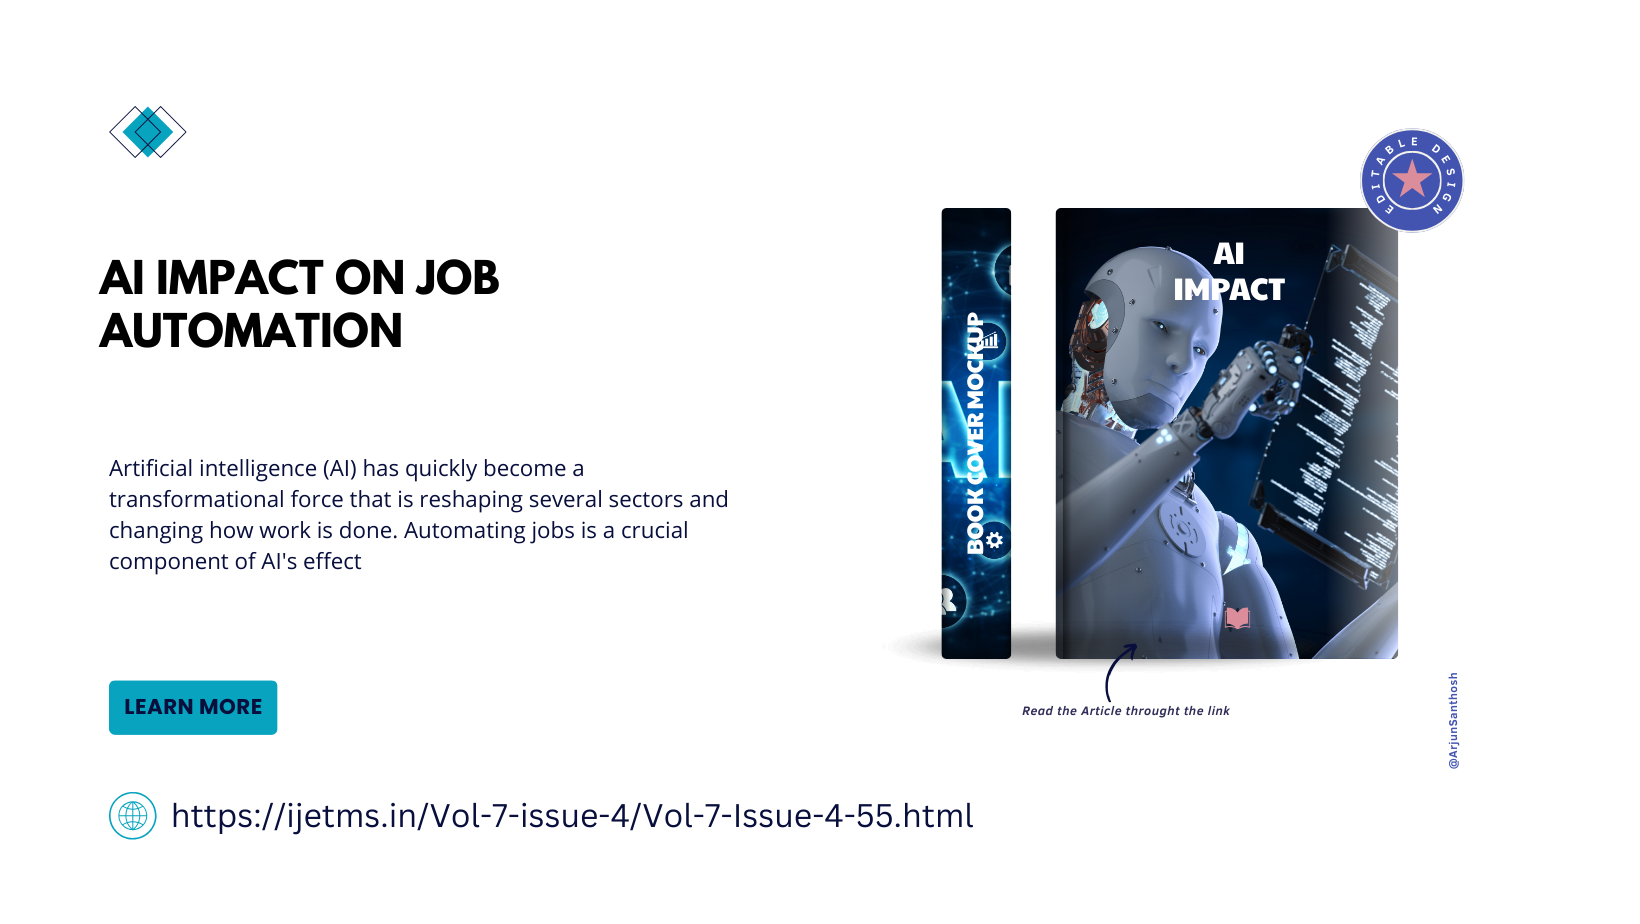 AI IMPACT ON JOB
AUTOMATION
Artificial intelligence (AI) has quickly become a
transformational force that is reshaping several sectors and
changing how work is done. Automating jobs is a crucial
component of AI's effect
LEARN MORE
https://ijetms.in/Vol-7-issue-4/Vol-7-Issue-4-55.html
EDITABLE DESIGN
AI
IMPACT
BOOK COVER MOCKUP
AI
Read the Article throught the link
@ArjunSanthosh